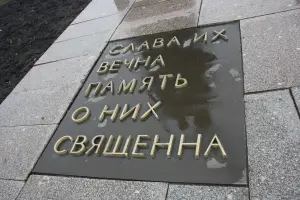 СЛАВА ИХ
ВЕЧНА
ПАМЯТЬ
О НИХ
СВЯЩЕННА